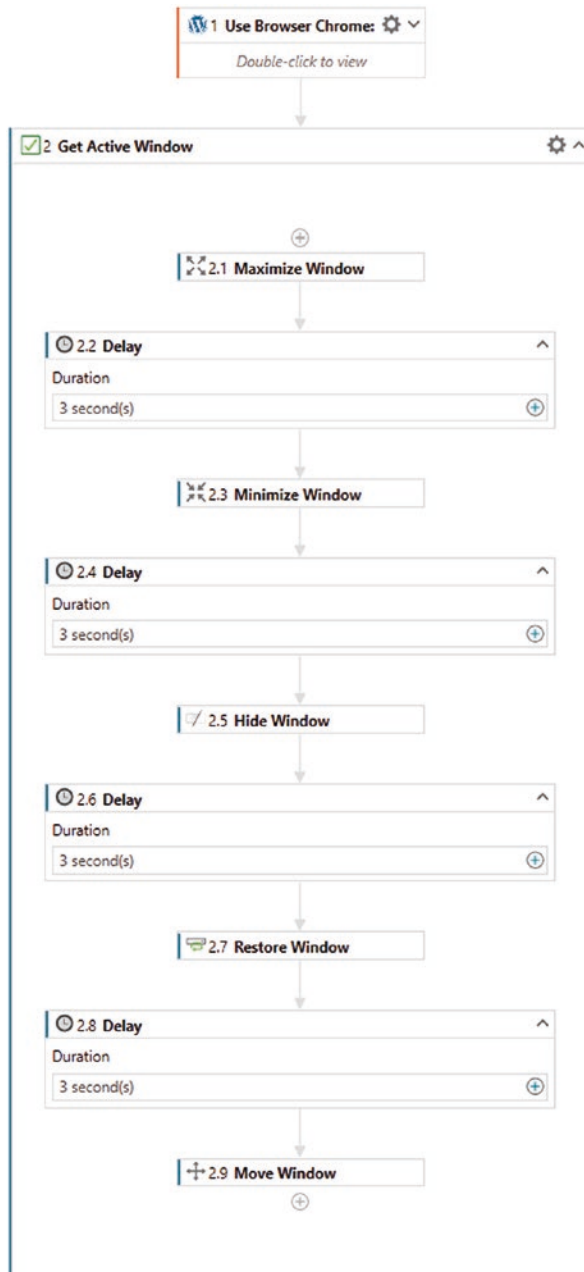 1 Use Browser Chrome:
Double-click to view
2 Get Active Window
2.1 Maximize Window
2.2 Delay
Duration
3 second(s)
2.3 Minimize Window
2.4 Delay
Duration
3 second(s)
2.5 Hide Window
2.6 Delay
Duration
3 second(s)
2.7 Restore Window
2.8 Delay
Duration
3 second(s)
2.9 Move Window